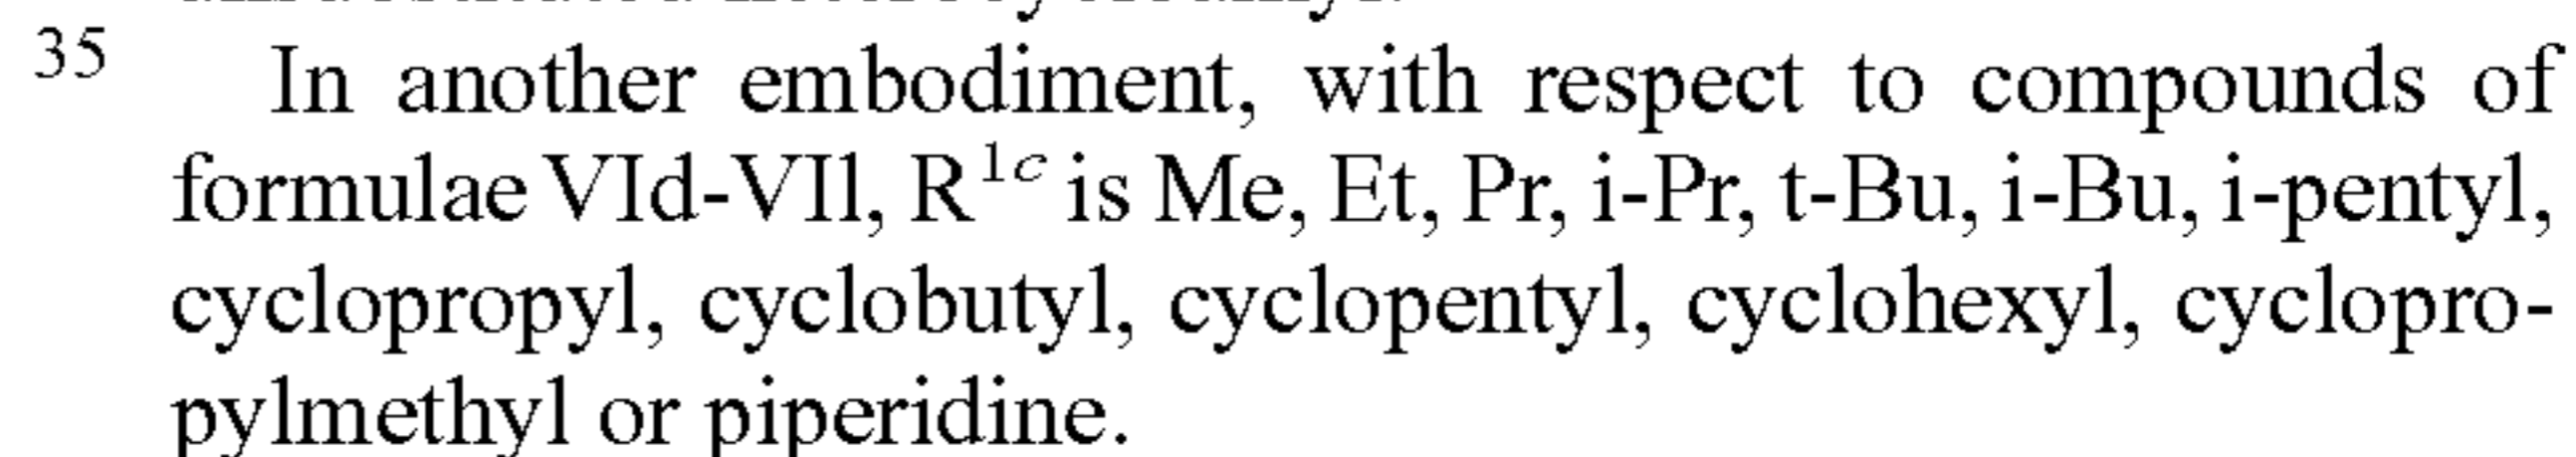 35
In another embodiment, with respect to compounds of
formulae VId-VIl, R¹ᶜ is Me, Et, Pr, i-Pr, t-Bu, i-Bu, i-pentyl,
cyclopropyl, cyclobutyl, cyclopentyl, cyclohexyl, cyclopro-
pylmethyl or piperidine.